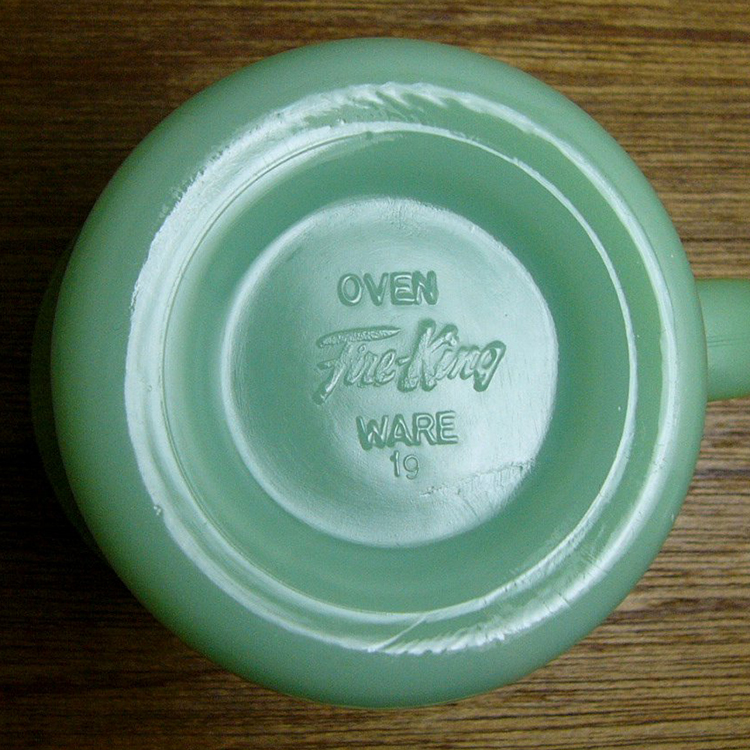 OVEN
Fire-King
WARE
19